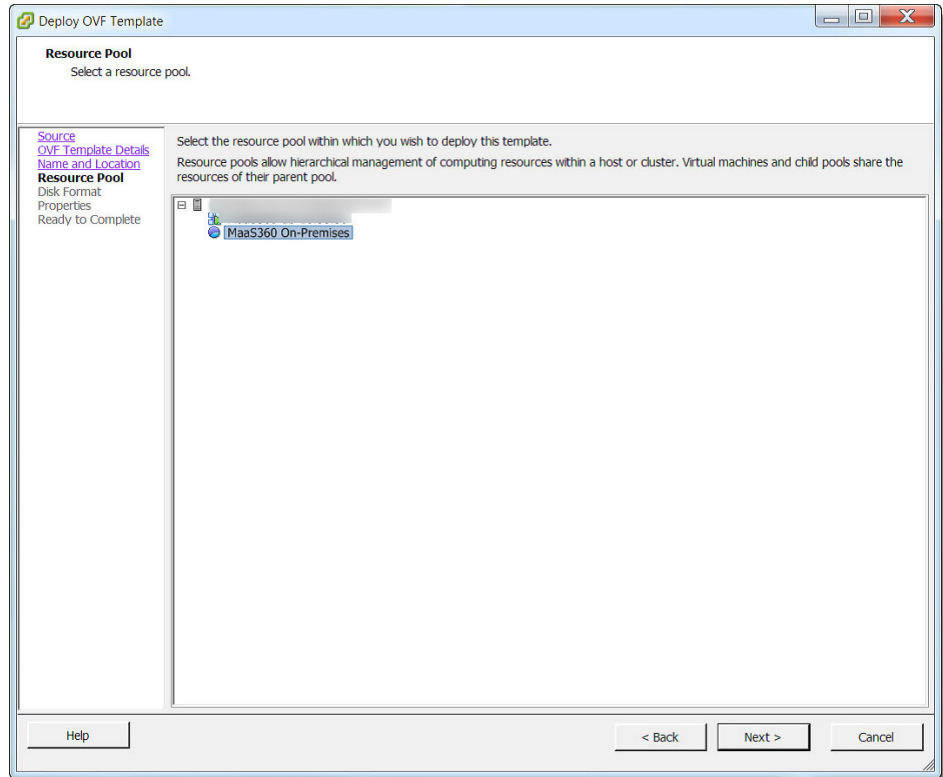 Deploy OVF Template
Resource Pool
Select a resource pool.
Source
OVF Template Details
Name and Location
Resource Pool
Disk Format
Properties
Ready to Complete
Select the resource pool within which you wish to deploy this template.
Resource pools allow hierarchical management of computing resources within a host or cluster. Virtual machines and child pools share the
resources of their parent pool.
MaaS360 On-Premises
Help
< Back
Next >
Cancel